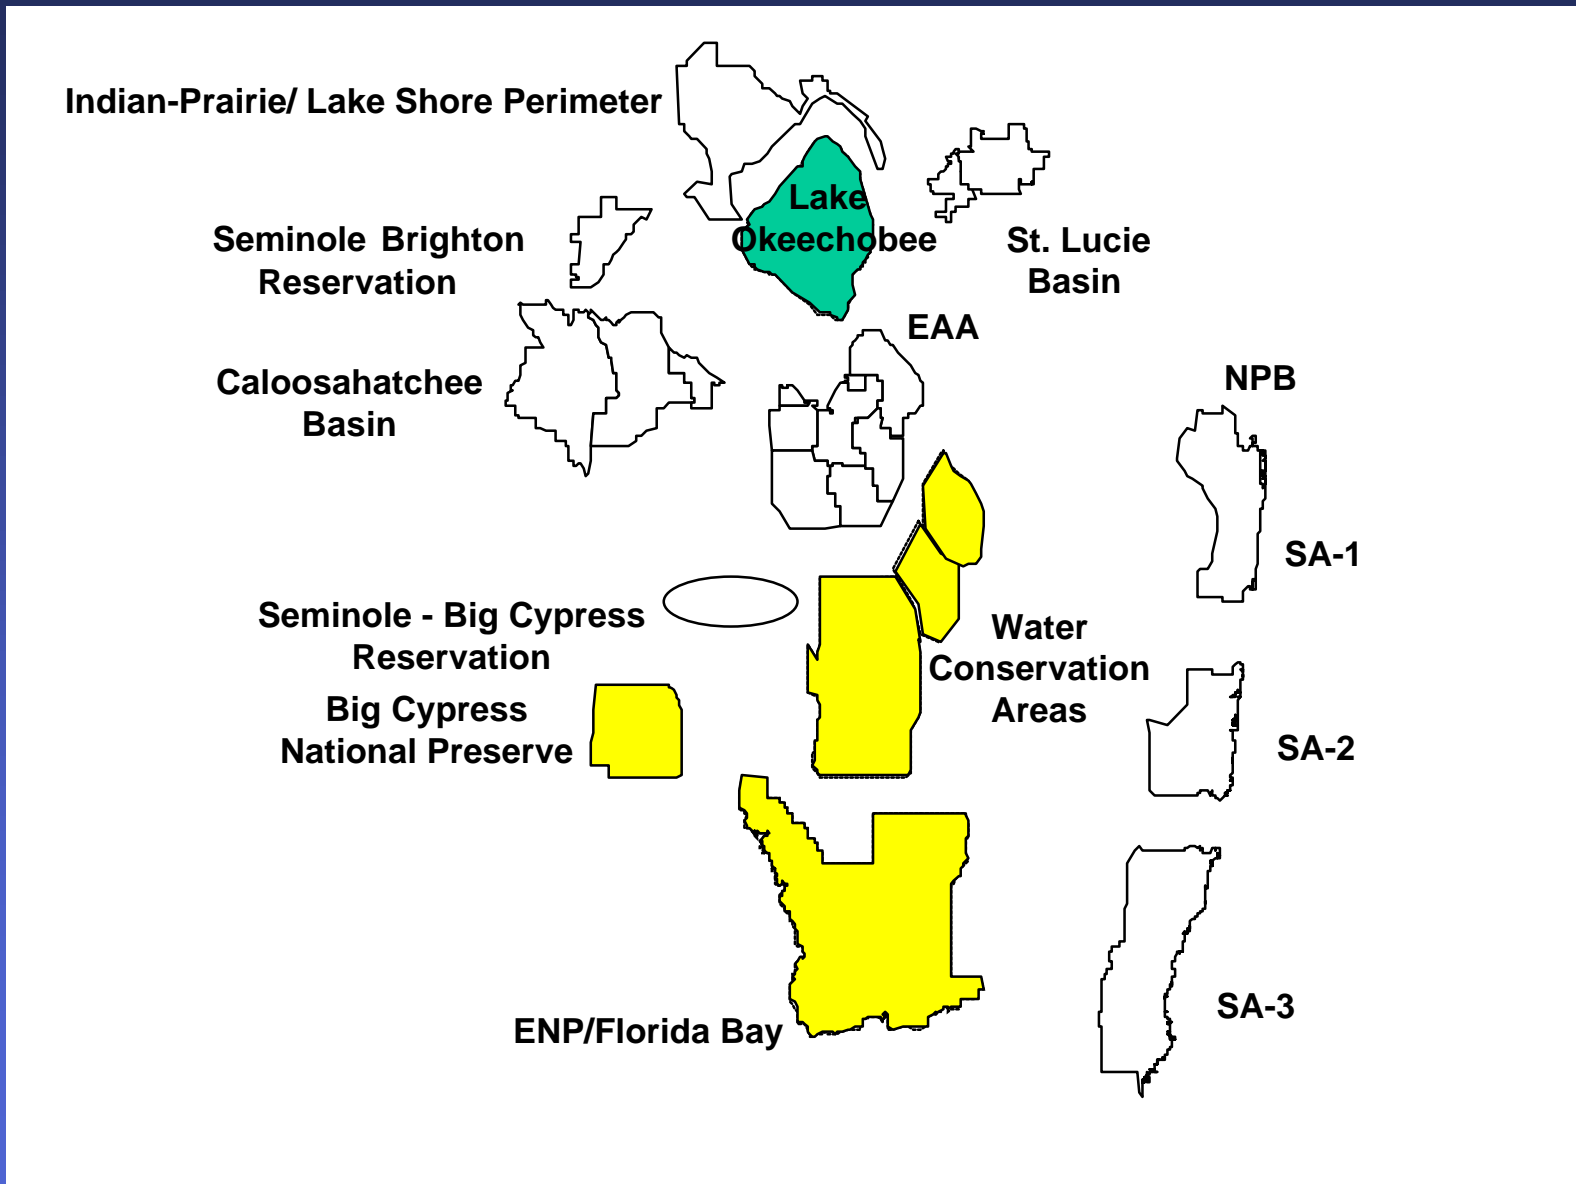 Indian-Prairie/ Lake Shore Perimeter
Lake
Okeechobee
Seminole Brighton
Reservation
St. Lucie
Basin
EAA
Caloosahatchee
Basin
NPB
SA-1
Seminole - Big Cypress
Reservation
Water
Conservation
Areas
Big Cypress
National Preserve
SA-2
ENP/Florida Bay
SA-3